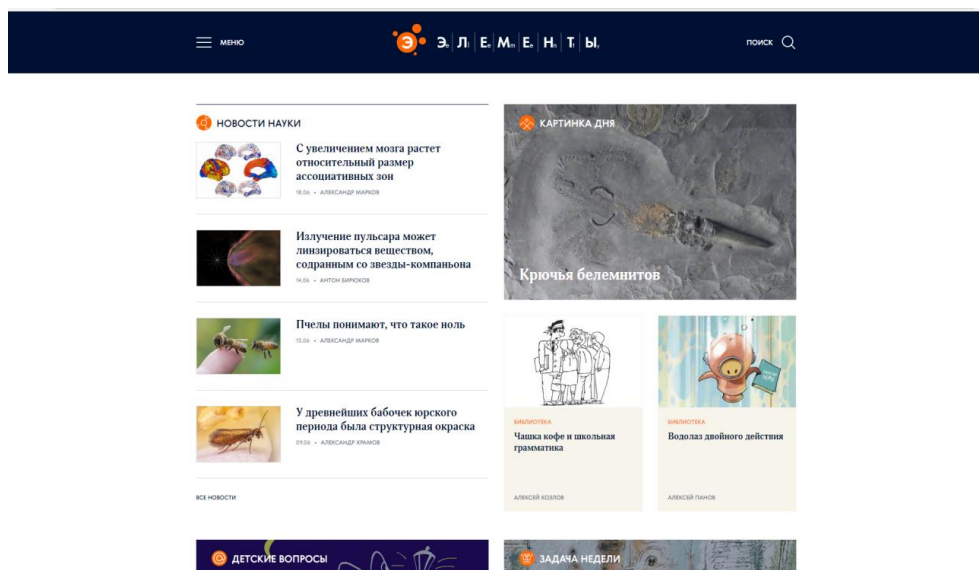 МЕНЮ
Э Л Е М Е Н Т Ы
ПОИСК
НОВОСТИ НАУКИ
С увеличением мозга растет
относительный размер
ассоциативных зон
18.06 • АЛЕКСАНДР МАРКОВ
Излучение пульсара может
линзироваться веществом,
содранным со звезды-компаньона
14.06 • АНТОН БИРЮКОВ
Пчелы понимают, что такое ноль
13.06 • АЛЕКСАНДР МАРКОВ
У древнейших бабочек юрского
периода была структурная окраска
09.06 • АЛЕКСАНДР ХРАМОВ
ВСЕ НОВОСТИ
КАРТИНКА ДНЯ
Крючья белемнитов
БИБЛИОТЕКА
Чашка кофе и школьная
грамматика
АЛЕКСЕЙ КОЗЛОВ
БИБЛИОТЕКА
Водолаз двойного действия
АЛЕКСЕЙ ПАНОВ
ДЕТСКИЕ ВОПРОСЫ
ЗАДАЧА НЕДЕЛИ